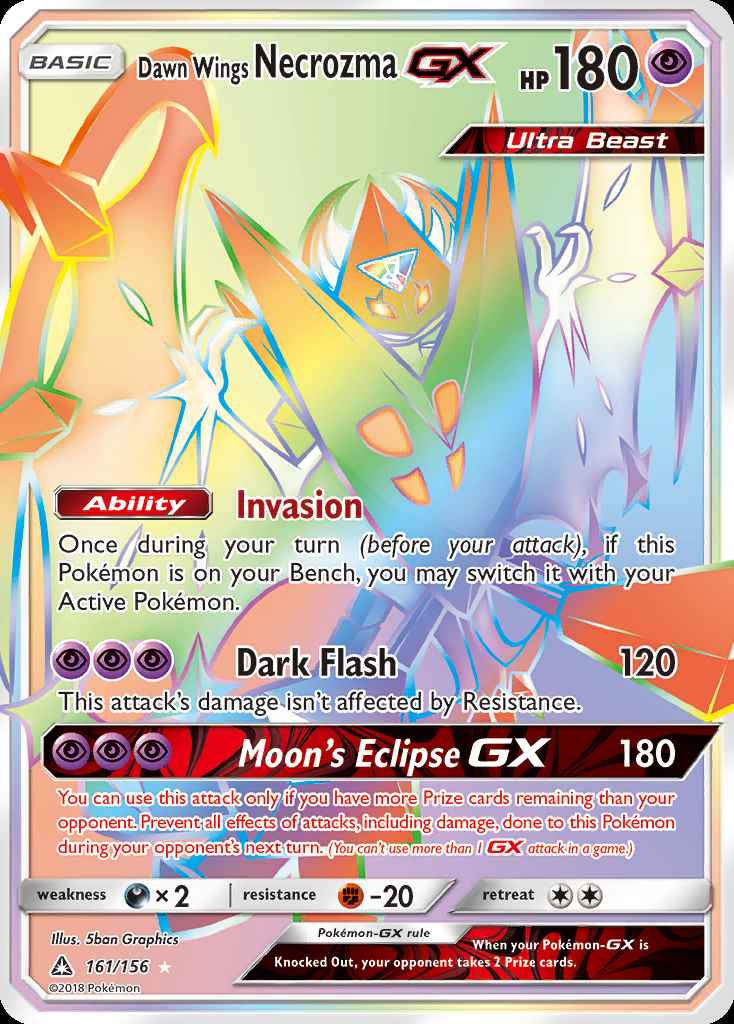 BASIC Dawn Wings Necrozma GX HP 180
Ultra Beast
Ability Invasion
Once during your turn (before your attack), if this
Pokémon is on your Bench, you may switch it with your
Active Pokémon.
Dark Flash 120
This attack's damage isn't affected by Resistance.
Moon's Eclipse GX 180
You can use this attack only if you have more Prize cards remaining than your
opponent. Prevent all effects of attacks, including damage, done to this Pokémon
during your opponent's next turn. (You can't use more than 1 GX attack in a game.)
weakness ×2 resistance -20 retreat
Illus. 5ban Graphics
Pokémon-GX rule
When your Pokémon-GX is
Knocked Out, your opponent takes 2 Prize cards.
161/156
©2018 Pokémon